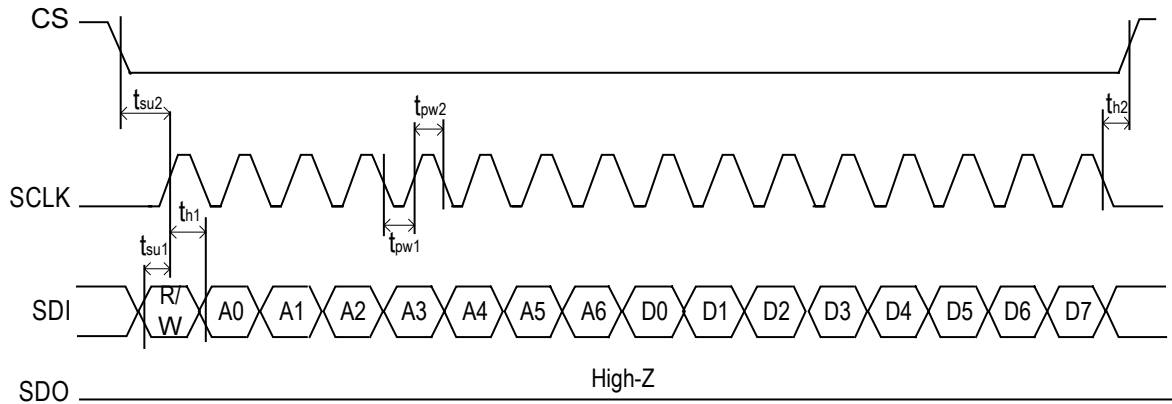 CS
tsu2
tpw2
th2
SCLK
th1
tpw1
tsu1
SDI
R/
W
A0
A1
A2
A3
A4
A5
A6
D0
D1
D2
D3
D4
D5
D6
D7
High-Z
SDO